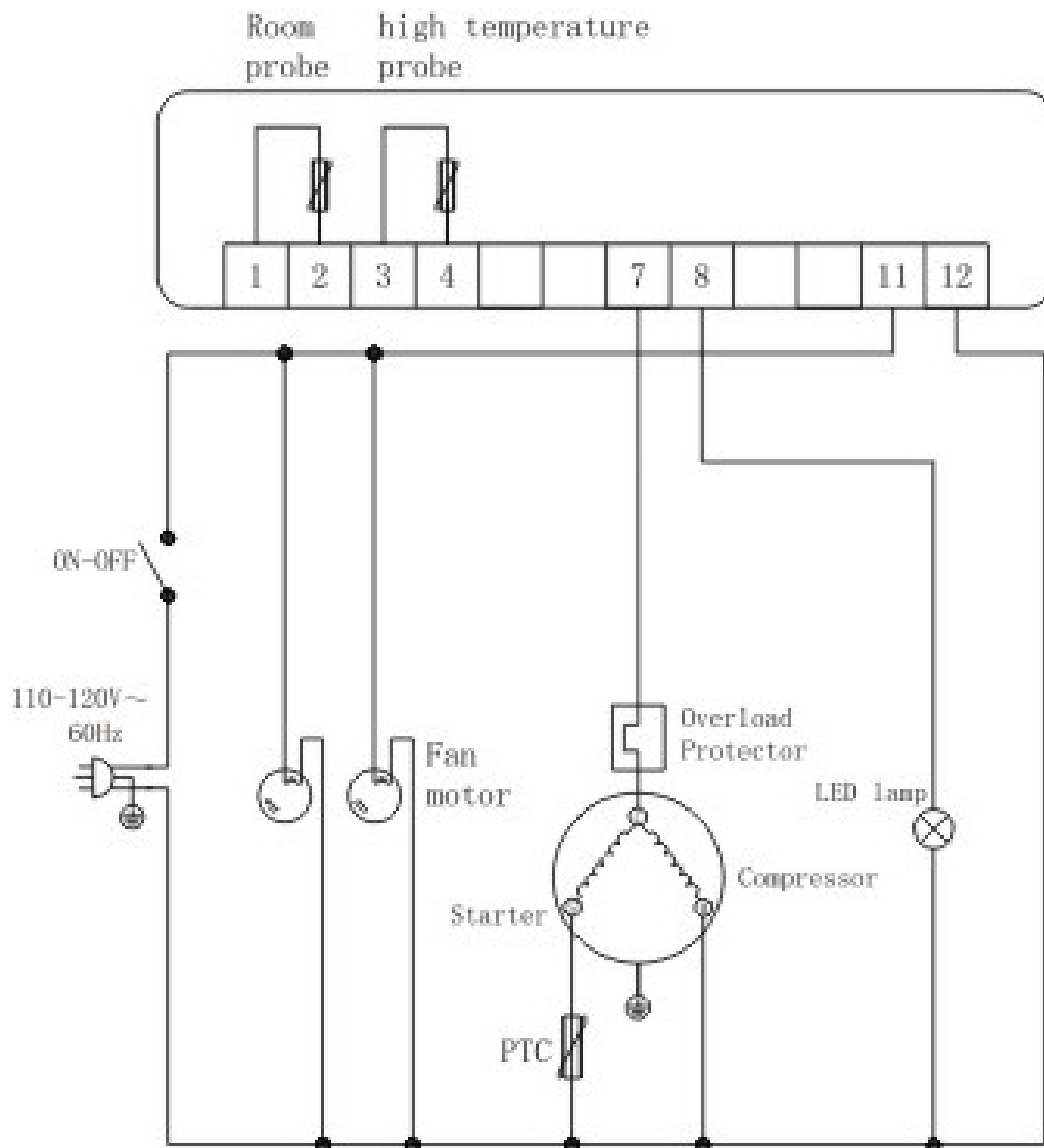 Room
probe
high temperature
probe
1 2 3 4 7 8 11 12
ON-OFF
110-120V~
60Hz
Fan
motor
Overload
Protector
LED lamp
Compressor
Starter
PTC